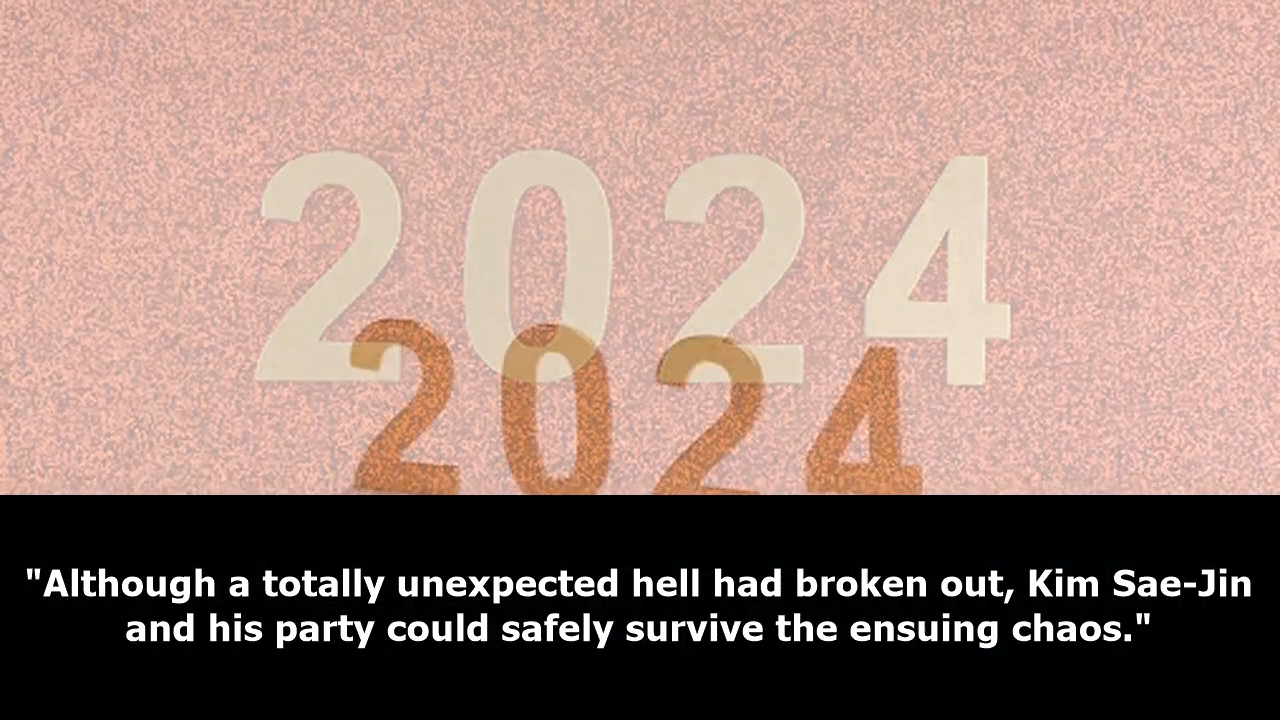 2024
2024
"Although a totally unexpected hell had broken out, Kim Sae-Jin
and his party could safely survive the ensuing chaos."